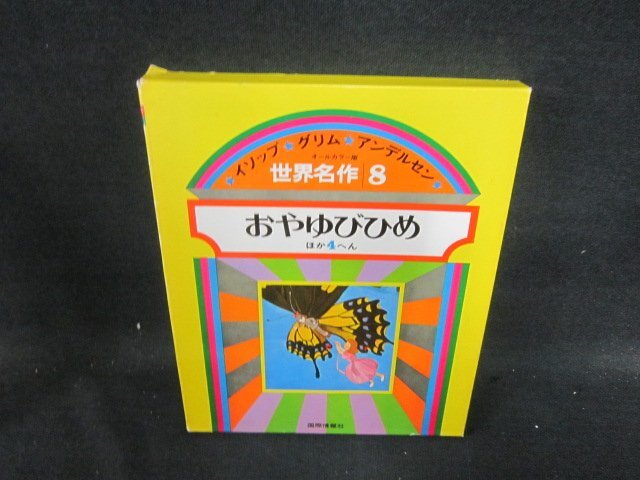 イソップ★グリム★アンデルセン
オールカラー版
世界名作 8
おやゆびひめ
ほか4へん
国際情報社